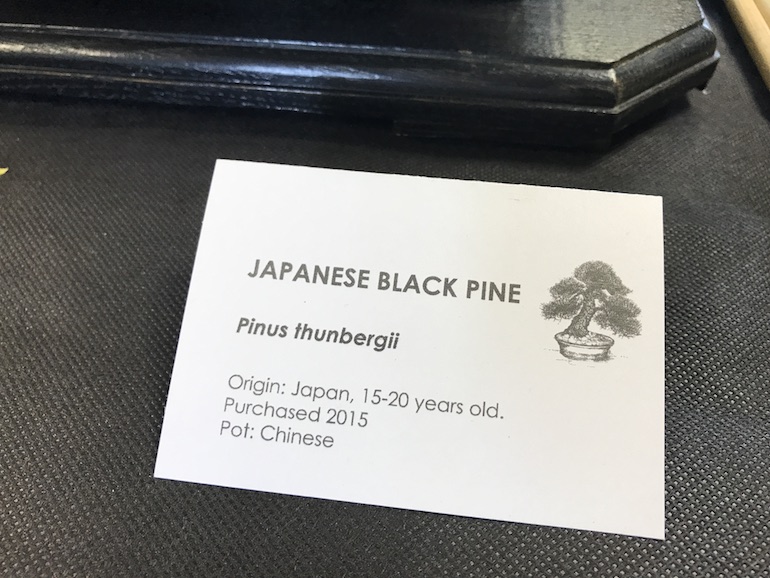 JAPANESE BLACK PINE
Pinus thunbergii
Origin: Japan, 15-20 years old.
Purchased 2015
Pot: Chinese